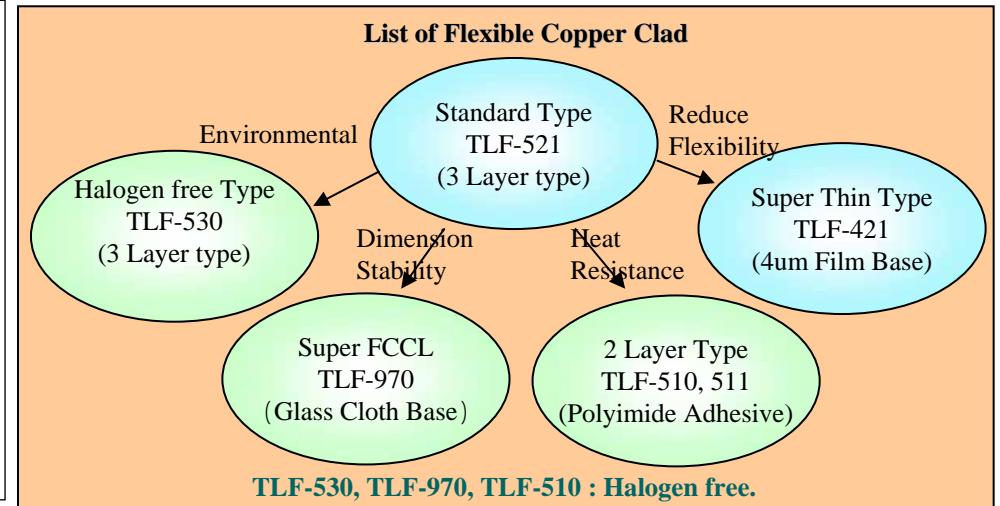 List of Flexible Copper Clad
Standard Type
TLF-521
(3 Layer type)
Environmental
Reduce
Flexibility
Halogen free Type
TLF-530
(3 Layer type)
Super Thin Type
TLF-421
(4um Film Base)
Dimension
Stability
Heat
Resistance
Super FCCL
TLF-970
(Glass Cloth Base)
2 Layer Type
TLF-510, 511
(Polyimide Adhesive)
TLF-530, TLF-970, TLF-510 : Halogen free.